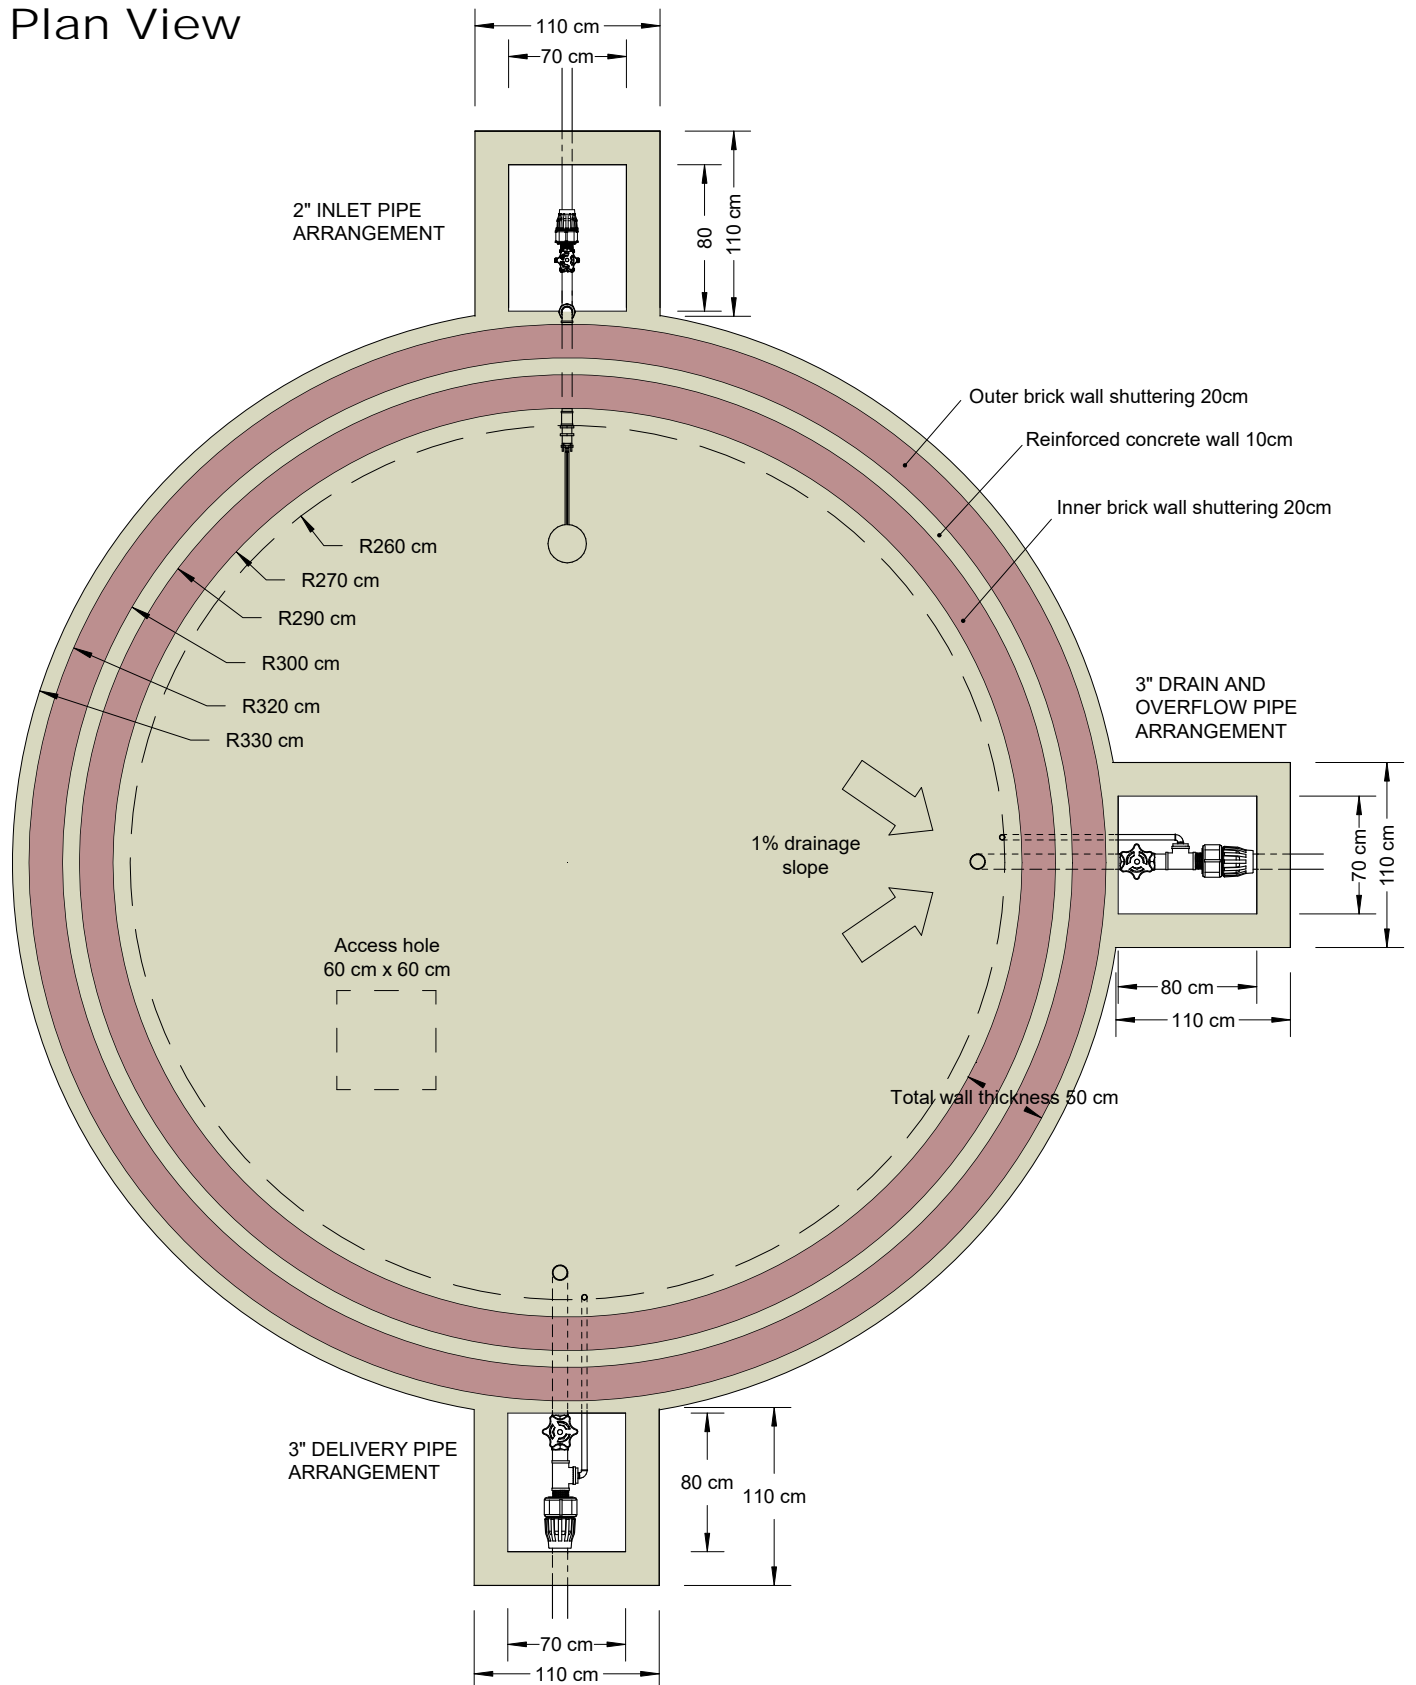 Plan View
110 cm
70 cm
2" INLET PIPE
ARRANGEMENT
80
110 cm
Outer brick wall shuttering 20cm
Reinforced concrete wall 10cm
Inner brick wall shuttering 20cm
R260 cm
R270 cm
R290 cm
R300 cm
R320 cm
R330 cm
3" DRAIN AND
OVERFLOW PIPE
ARRANGEMENT
1% drainage
slope
70 cm
110 cm
Access hole
60 cm x 60 cm
80 cm
110 cm
Total wall thickness 50 cm
3" DELIVERY PIPE
ARRANGEMENT
80 cm
110 cm
70 cm
110 cm